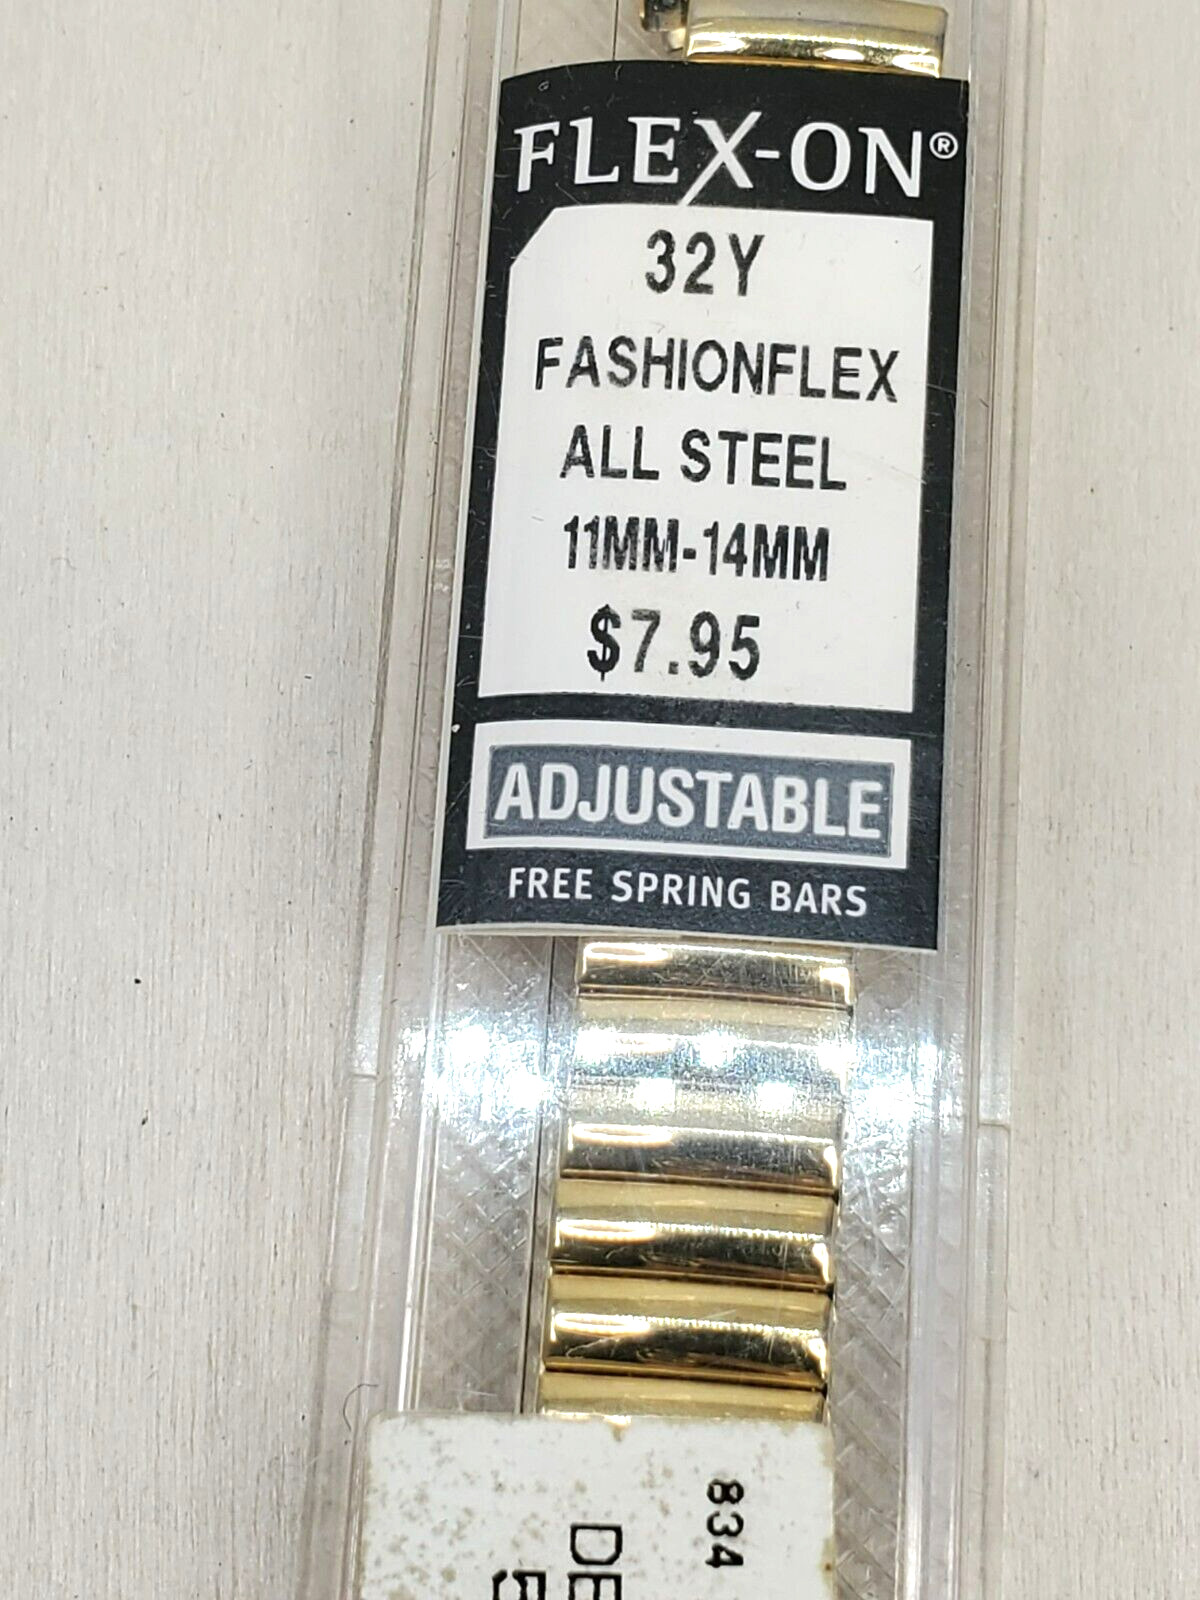 FLEX-ON®
32Y
FASHIONFLEX
ALL STEEL
11MM-14MM
$7.95
ADJUSTABLE
FREE SPRING BARS
834